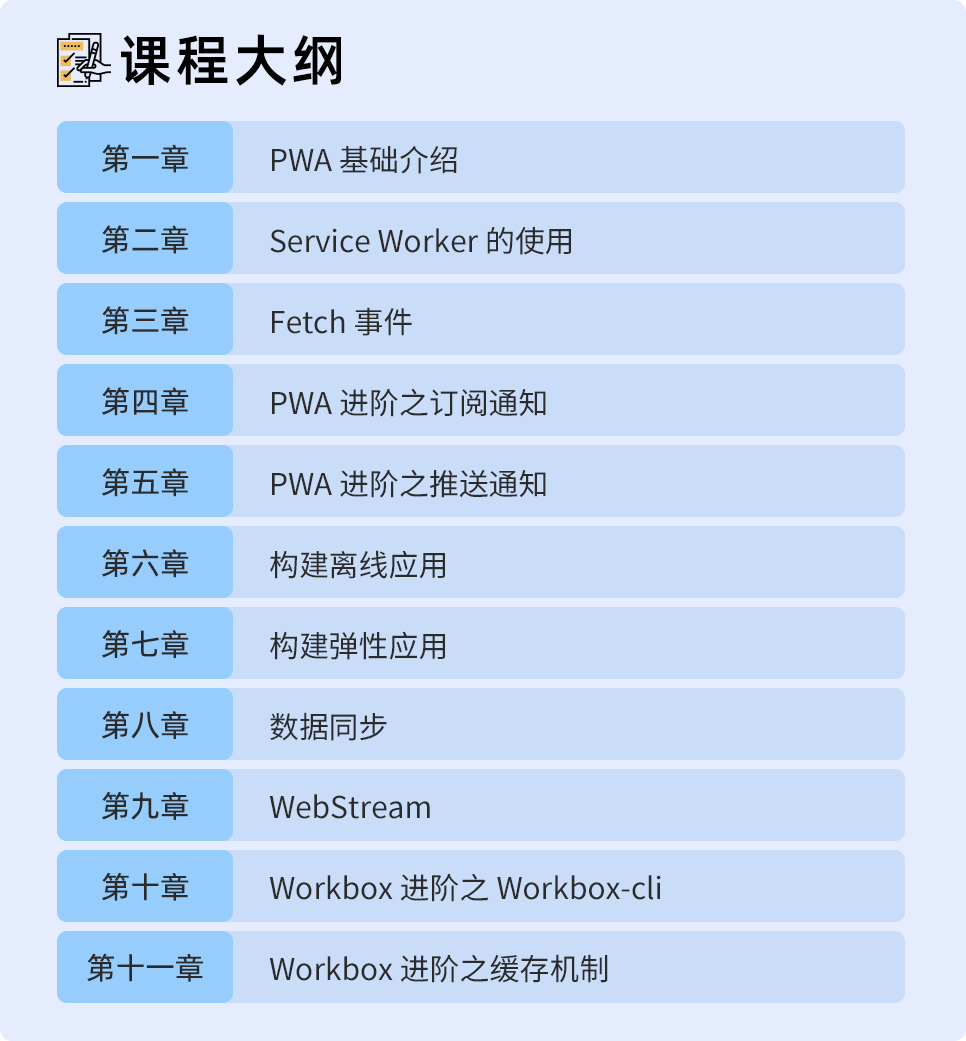 课程大纲
第一章 PWA 基础介绍
第二章 Service Worker 的使用
第三章 Fetch 事件
第四章 PWA 进阶之订阅通知
第五章 PWA 进阶之推送通知
第六章 构建离线应用
第七章 构建弹性应用
第八章 数据同步
第九章 WebStream
第十章 Workbox 进阶之 Workbox-cli
第十一章 Workbox 进阶之缓存机制